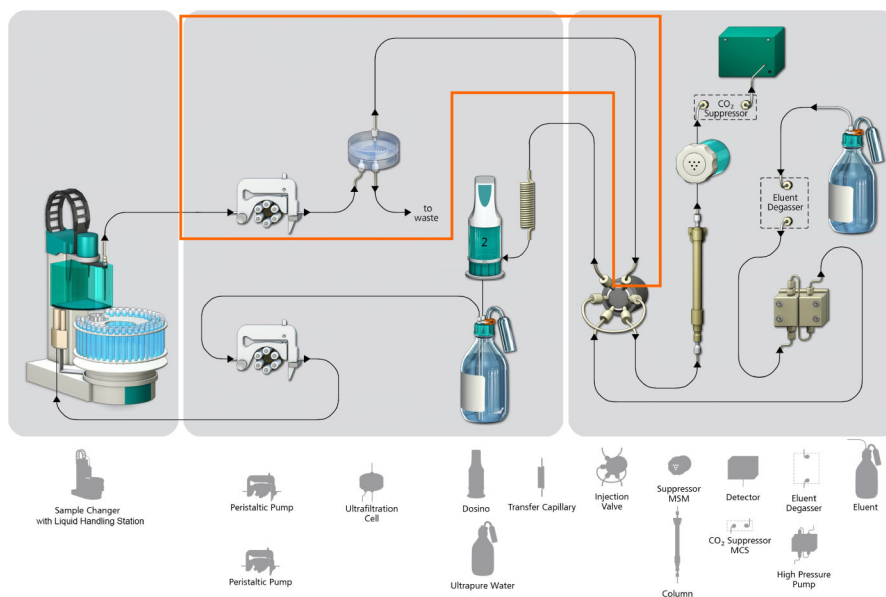 CO₂
Suppressor
Eluent
Degasser
to
waste
2
Sample Changer
with Liquid Handling Station
Peristaltic Pump
Ultrafiltration
Cell
Dosino
Transfer Capillary
Injection
Valve
Suppressor
MSM
Detector
Eluent
Degasser
Eluent
Peristaltic Pump
Ultrapure Water
Column
CO₂ Suppressor
MCS
High Pressure
Pump